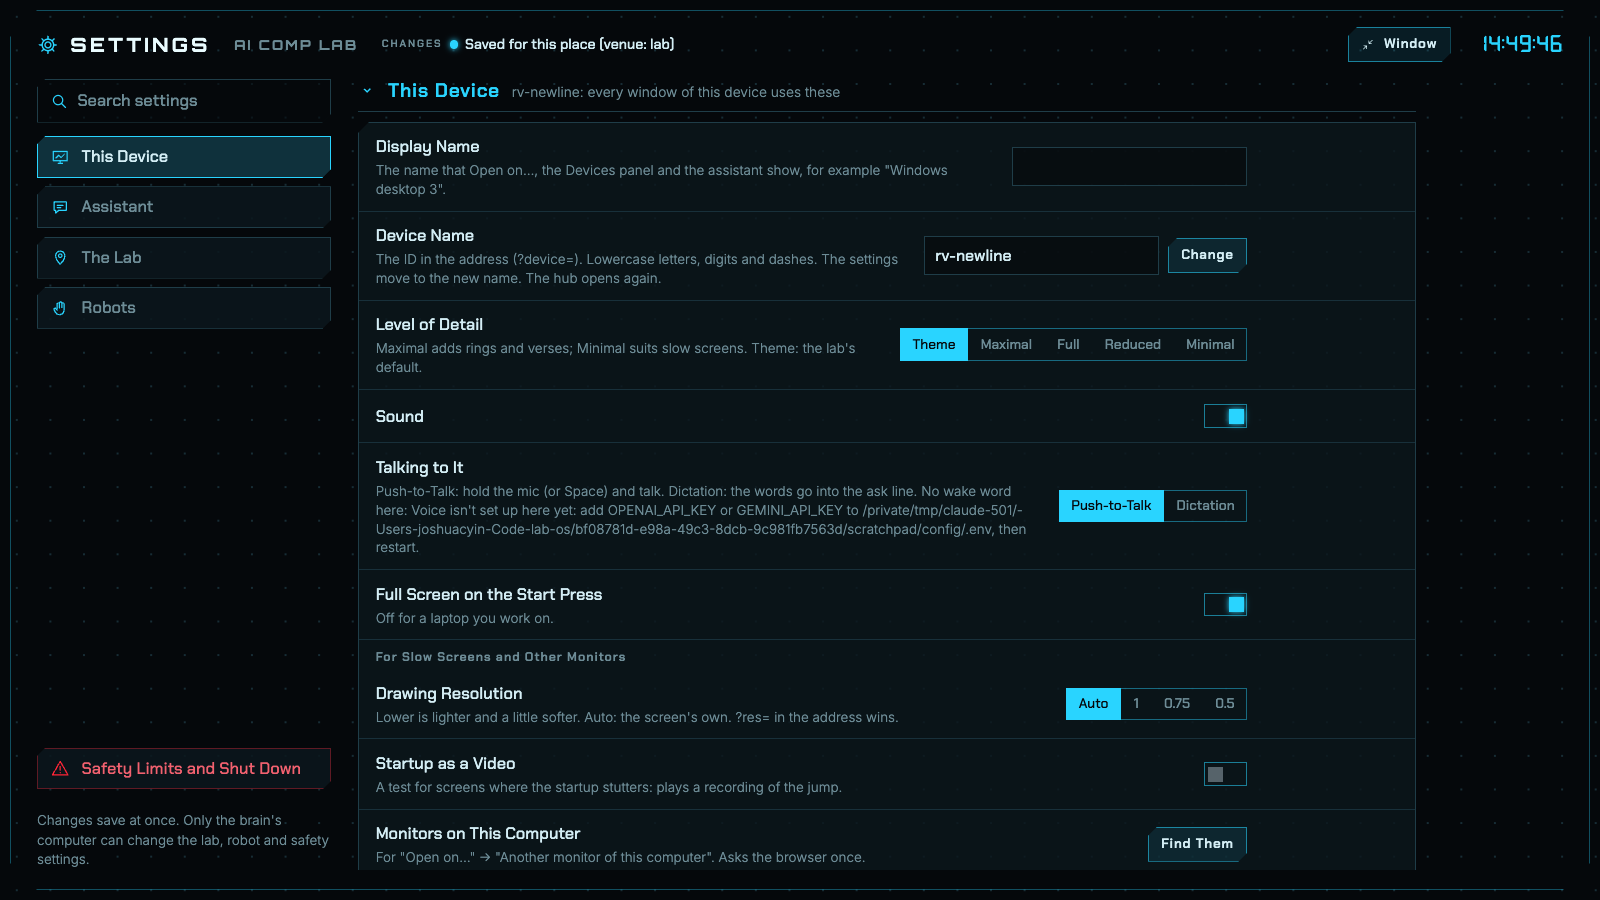 SETTINGS AI COMP LAB CHANGES Saved for this place (venue: lab) Window 14:49:46
Search settings
This Device
Assistant
The Lab
Robots
Safety Limits and Shut Down
Changes save at once. Only the brain's
computer can change the lab, robot and safety
settings.
This Device rv-newline: every window of this device uses these
Display Name
The name that Open on..., the Devices panel and the assistant show, for example "Windows
desktop 3".
Device Name
The ID in the address (?device=). Lowercase letters, digits and dashes. The settings
move to the new name. The hub opens again.
rv-newline Change
Level of Detail
Maximal adds rings and verses; Minimal suits slow screens. Theme: the lab's
default.
Theme Maximal Full Reduced Minimal
Sound
Talking to It
Push-to-Talk: hold the mic (or Space) and talk. Dictation: the words go into the ask line. No wake word
here: Voice isn't set up here yet: add OPENAI_API_KEY or GEMINI_API_KEY to /private/tmp/claude-501/-
Users-joshuacyin-Code-lab-os/bf08781d-e98a-49c3-8dcb-9c981fb7563d/scratchpad/config/.env, then
restart.
Push-to-Talk Dictation
Full Screen on the Start Press
Off for a laptop you work on.
For Slow Screens and Other Monitors
Drawing Resolution
Lower is lighter and a little softer. Auto: the screen's own. ?res= in the address wins.
Auto 1 0.75 0.5
Startup as a Video
A test for screens where the startup stutters: plays a recording of the jump.
Monitors on This Computer
For "Open on..." → "Another monitor of this computer". Asks the browser once.
Find Them